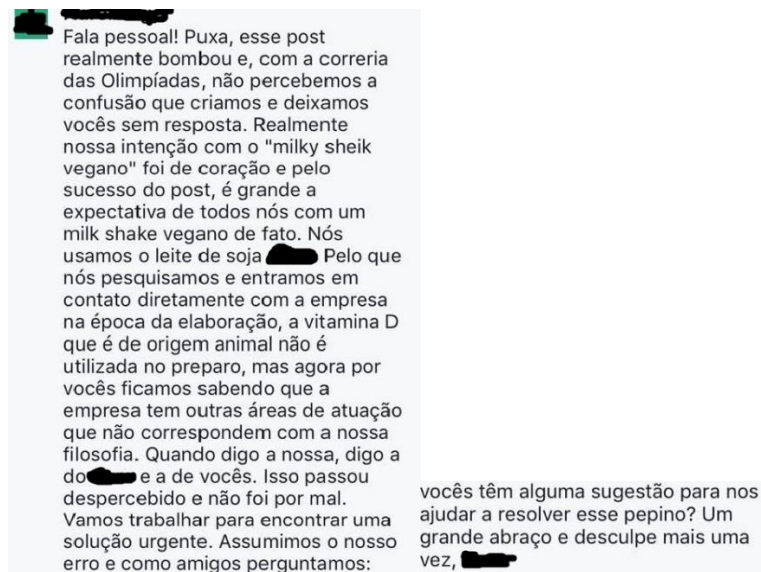 Fala pessoal! Puxa, esse post
realmente bombou e, com a correria
das Olimpíadas, não percebemos a
confusão que criamos e deixamos
vocês sem resposta. Realmente
nossa intenção com o "milky sheik
vegano" foi de coração e pelo
sucesso do post, é grande a
expectativa de todos nós com um
milk shake vegano de fato. Nós
usamos o leite de soja Pelo que
nós pesquisamos e entramos em
contato diretamente com a empresa
na época da elaboração, a vitamina D
que é de origem animal não é
utilizada no preparo, mas agora por
vocês ficamos sabendo que a
empresa tem outras áreas de atuação
que não correspondem com a nossa
filosofia. Quando digo a nossa, digo a
do e a de vocês. Isso passou
despercebido e não foi por mal.
Vamos trabalhar para encontrar uma
solução urgente. Assumimos o nosso
erro e como amigos perguntamos:
vocês têm alguma sugestão para nos
ajudar a resolver esse pepino? Um
grande abraço e desculpe mais uma
vez,